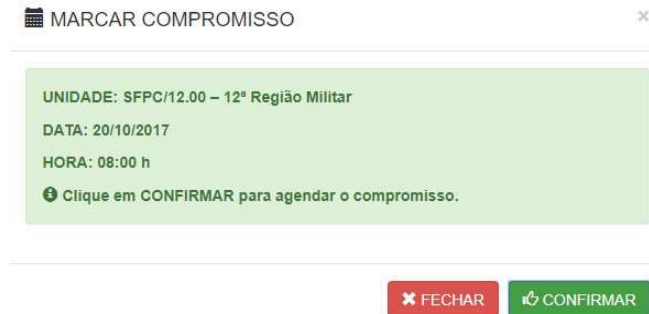 MARCAR COMPROMISSO
UNIDADE: SFPC/12.00 – 12ª Região Militar
DATA: 20/10/2017
HORA: 08:00 h
Clique em CONFIRMAR para agendar o compromisso.
FECHAR
CONFIRMAR